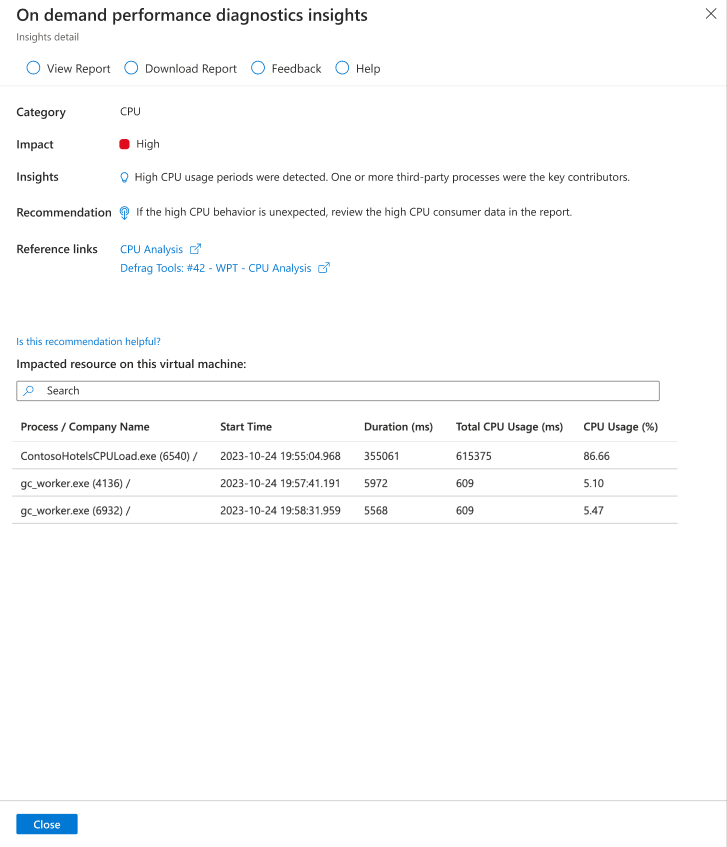 On demand performance diagnostics insights
Insights detail
View Report Download Report Feedback Help
Category CPU
Impact High
Insights High CPU usage periods were detected. One or more third-party processes were the key contributors.
Recommendation If the high CPU behavior is unexpected, review the high CPU consumer data in the report.
Reference links CPU Analysis
Defrag Tools: #42 - WPT - CPU Analysis
Is this recommendation helpful?
Impacted resource on this virtual machine:
Search
Process / Company Name Start Time Duration (ms) Total CPU Usage (ms) CPU Usage (%)
ContosoHotelsCPULoad.exe (6540) / 2023-10-24 19:55:04.968 355061 615375 86.66
gc_worker.exe (4136) / 2023-10-24 19:57:41.191 5972 609 5.10
gc_worker.exe (6932) / 2023-10-24 19:58:31.959 5568 609 5.47
Close